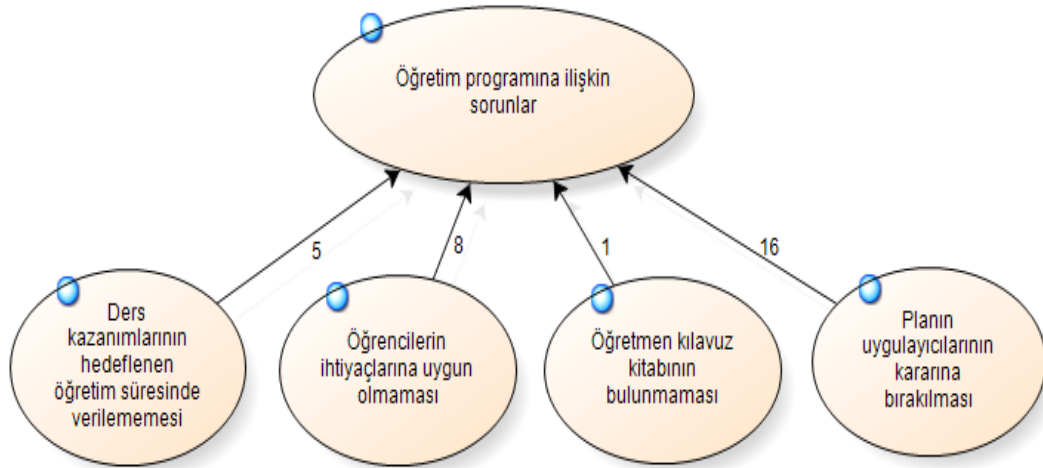 Öğretim programına ilişkin
sorunlar
5
8
1
16
Ders
kazanımlarının
hedeflenen
öğretim süresinde
verilememesi
Öğrencilerin
ihtiyaçlarına uygun
olmaması
Öğretmen kılavuz
kitabının
bulunmaması
Planın
uygulayıcılarının
kararına
bırakılması